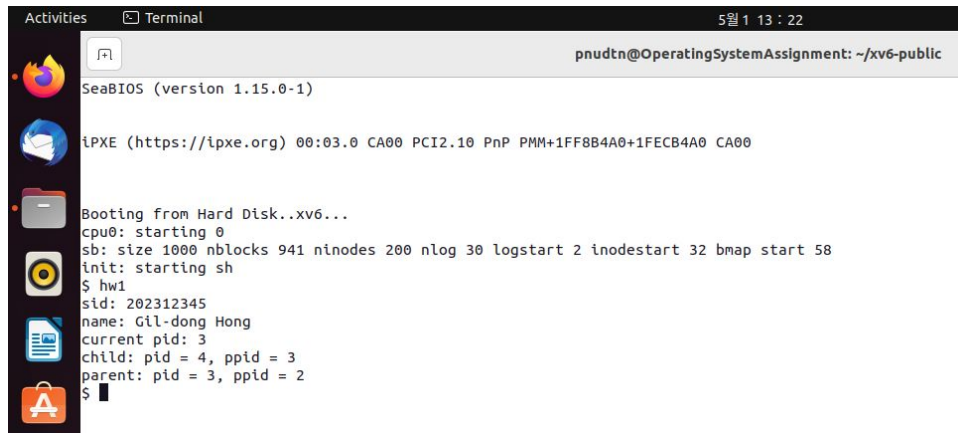 Activities Terminal 5월 1 13 : 22
pnudtn@OperatingSystemAssignment: ~/xv6-public
SeaBIOS (version 1.15.0-1)
iPXE (https://ipxe.org) 00:03.0 CA00 PCI2.10 PnP PMM+1FF8B4A0+1FECB4A0 CA00
Booting from Hard Disk..xv6...
cpu0: starting 0
sb: size 1000 nblocks 941 ninodes 200 nlog 30 logstart 2 inodestart 32 bmap start 58
init: starting sh
$ hw1
sid: 202312345
name: Gil-dong Hong
current pid: 3
child: pid = 4, ppid = 3
parent: pid = 3, ppid = 2
$